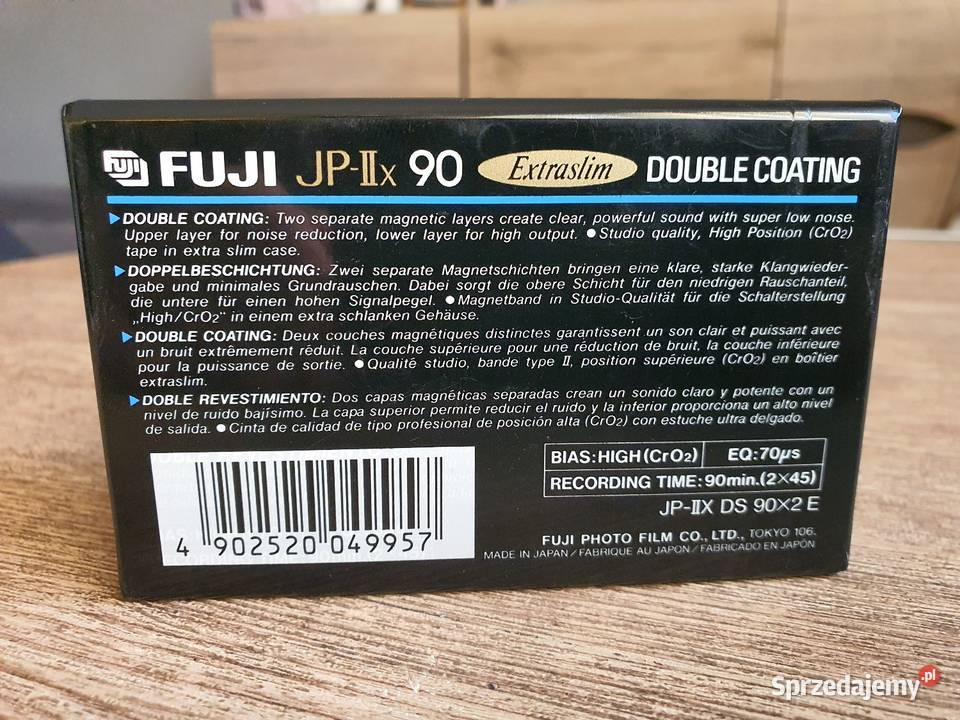 FUJI FUJI JP-IIx 90 Extraslim DOUBLE COATING
▶DOUBLE COATING: Two separate magnetic layers create clear, powerful sound with super low noise.
Upper layer for noise reduction, lower layer for high output. ●Studio quality, High Position (CrO2)
tape in extra slim case.
▶DOPPELBESCHICHTUNG: Zwei separate Magnetschichten bringen eine klare, starke Klangwieder-
gabe und minimales Grundrauschen. Dabei sorgt die obere Schicht für den niedrigen Rauschanteil,
die untere für einen hohen Signalpegel. ●Magnetband in Studio-Qualität für die Schalterstellung
„High/CrO2" in einem extra schlanken Gehäuse.
▶DOUBLE COATING: Deux couches magnétiques distinctes garantissent un son clair et puissant avec
un bruit extrêmement réduit. La couche supérieure pour une réduction de bruit, la couche inférieure
pour la puissance de sortie. ●Qualité studio, bande type II, position supérieure (CrO2) en boîtier
extraslim.
▶DOBLE REVESTIMIENTO: Dos capas magnéticas separadas crean un sonido claro y potente con un
nivel de ruido bajísimo. La capa superior permite reducir el ruido y la inferior proporciona un alto nivel
de salida. ●Cinta de calidad de tipo profesional de posición alta (CrO2) con estuche ultra delgado.
BIAS:HIGH(CrO2) EQ:70µs
RECORDING TIME:90min.(2×45)
JP-IIX DS 90×2 E
4 902520 049957
FUJI PHOTO FILM CO., LTD., TOKYO 106.
MADE IN JAPAN/FABRIQUE AU JAPON/FABRICADO EN JAPÓN
Sprzedajemy.pl